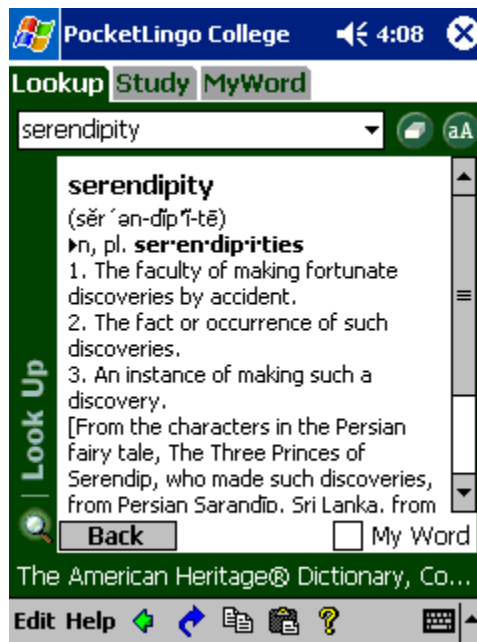 PocketLingo College 4:08
Lookup Study MyWord
serendipity
aA
serendipity
(sĕr´ən-dĭp´ĭ-tē)
n, pl. ser·en·dip·i·ties
1. The faculty of making fortunate
discoveries by accident.
2. The fact or occurrence of such
discoveries.
3. An instance of making such a
discovery.
[From the characters in the Persian
fairy tale, The Three Princes of
Serendip, who made such discoveries,
from Persian Sarandīp, Sri Lanka, from
Look Up
Back My Word
The American Heritage® Dictionary, Co...
Edit Help